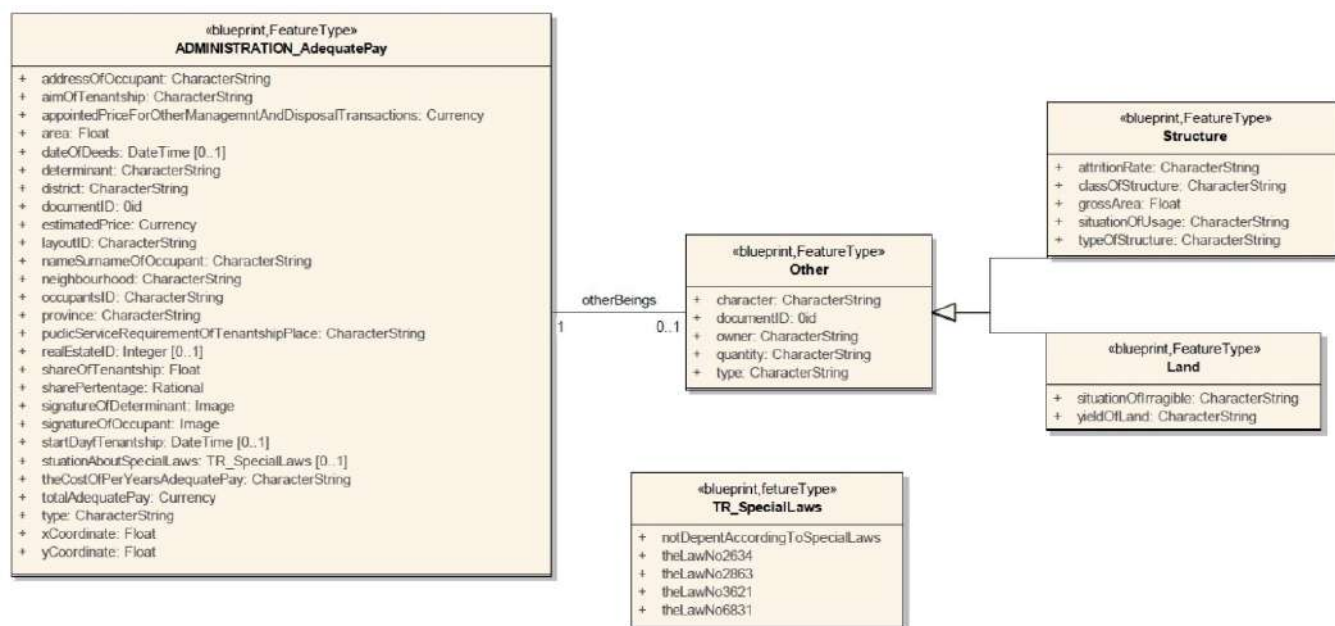 «blueprint,FeatureType»
ADMINISTRATION_AdequatePay
+ addressOfOccupant: CharacterString
+ aimOfTenantship: CharacterString
+ appointedPriceForOtherManagemntAndDisposalTransactions: Currency
+ area: Float
+ dateOfDeeds: DateTime [0..1]
+ determinant: CharacterString
+ district: CharacterString
+ documentID: 0id
+ estimatedPrice: Currency
+ layoutID: CharacterString
+ nameSurnameOfOccupant: CharacterString
+ neighbourhood: CharacterString
+ occupantsID: CharacterString
+ province: CharacterString
+ pudicServiceRequirementOfTenantshipPlace: CharacterString
+ realEstateID: Integer [0..1]
+ shareOfTenantship: Float
+ sharePertentage: Rational
+ signatureOfDeterminant: Image
+ signatureOfOccupant: Image
+ startDayfTenantship: DateTime [0..1]
+ stuationAboutSpecialLaws: TR_SpecialLaws [0..1]
+ theCostOfPerYearsAdequatePay: CharacterString
+ totalAdequatePay: Currency
+ type: CharacterString
+ xCoordinate: Float
+ yCoordinate: Float
otherBeings
1
0..1
«blueprint,FeatureType»
Other
+ character: CharacterString
+ documentID: 0id
+ owner: CharacterString
+ quantity: CharacterString
+ type: CharacterString
«blueprint,FeatureType»
Structure
+ attritionRate: CharacterString
+ classOfStructure: CharacterString
+ grossArea: Float
+ situationOfUsage: CharacterString
+ typeOfStructure: CharacterString
«blueprint,FeatureType»
Land
+ situationOfIrragible: CharacterString
+ yieldOfLand: CharacterString
«blueprint,fetureType»
TR_SpecialLaws
+ notDepentAccordingToSpecialLaws
+ theLawNo2634
+ theLawNo2863
+ theLawNo3621
+ theLawNo6831